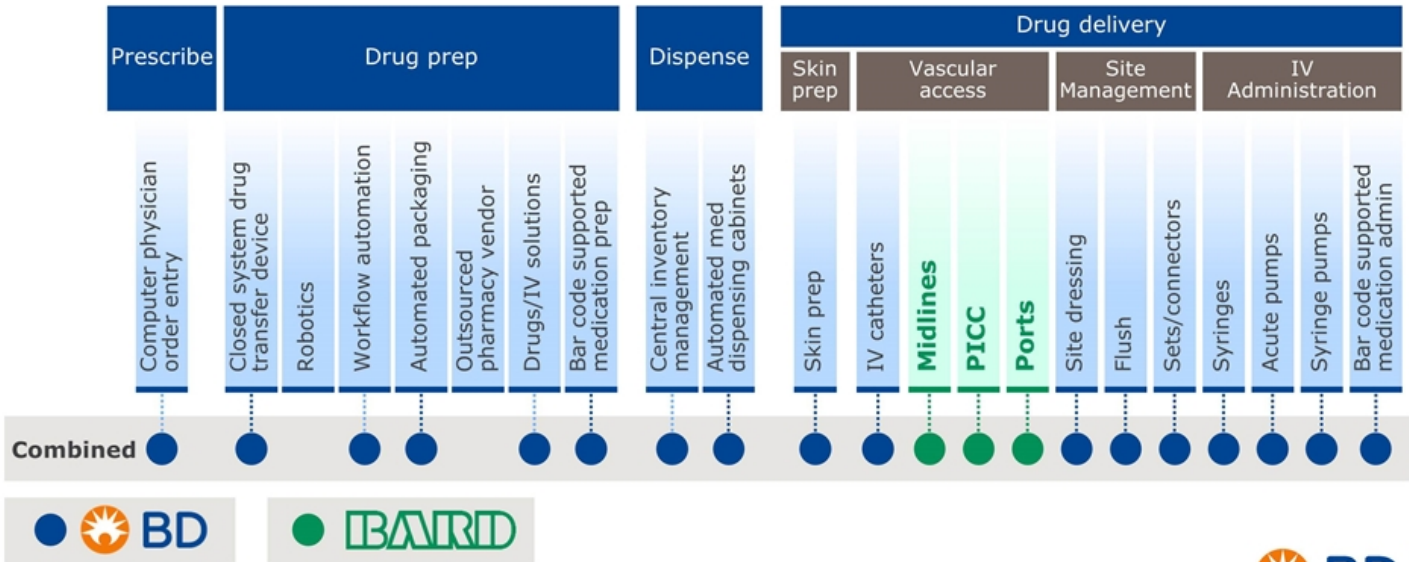 Prescribe
Drug prep
Dispense
Drug delivery
Skin
prep
Vascular
access
Site
Management
IV
Administration
Computer physician
order entry
Closed system drug
transfer device
Robotics
Workflow automation
Automated packaging
Outsourced
pharmacy vendor
Drugs/IV solutions
Bar code supported
medication prep
Central inventory
management
Automated med
dispensing cabinets
Skin prep
IV catheters
Midlines
PICC
Ports
Site dressing
Flush
Sets/connectors
Syringes
Acute pumps
Syringe pumps
Bar code supported
medication admin
Combined
BD
BARD
BD